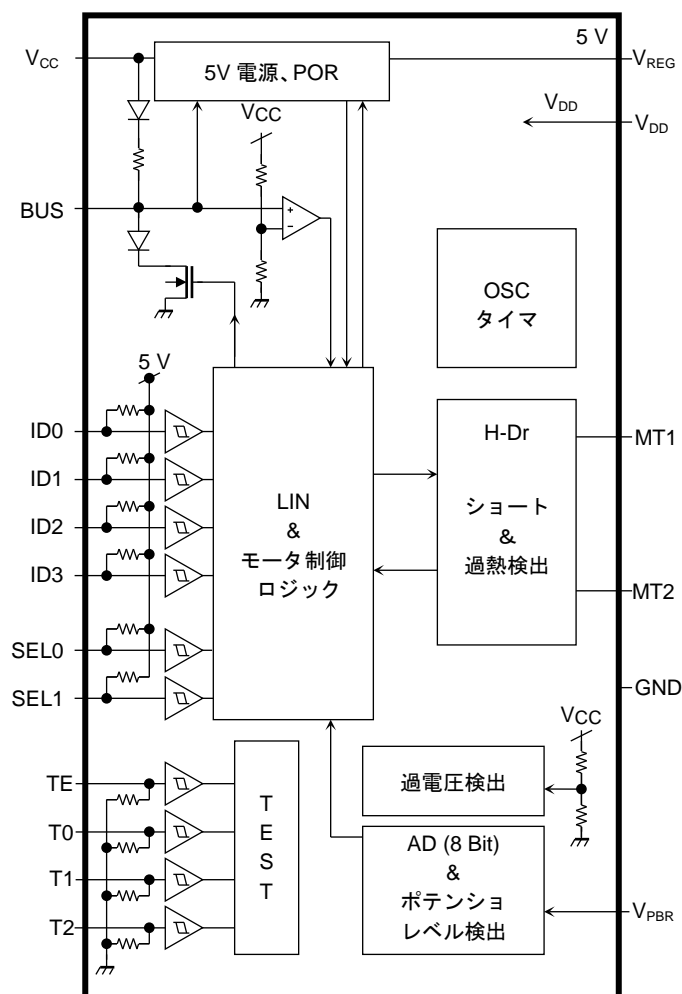 5 V
VCC
5V 電源、POR
VREG
VCC
VDD
VDD
BUS
+
−
OSC
タイマ
5 V
ID0
ID1
ID2
ID3
SEL0
SEL1
LIN
&
モータ制御
ロジック
H-Dr
ショート
&
過熱検出
MT1
MT2
GND
VCC
過電圧検出
TE
T0
T1
T2
T
E
S
T
AD (8 Bit)
&
ポテンショ
レベル検出
VPBR